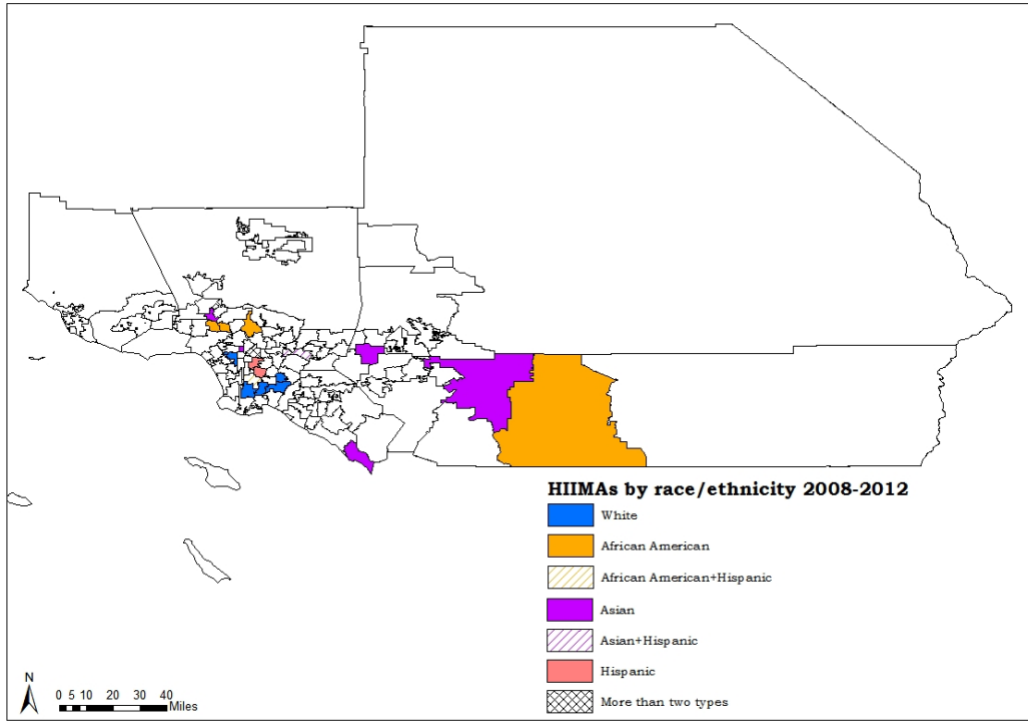 HIIMAs by race/ethnicity 2008-2012
White
African American
African American+Hispanic
Asian
Asian+Hispanic
Hispanic
More than two types
N
0 5 10 20 30 40
Miles